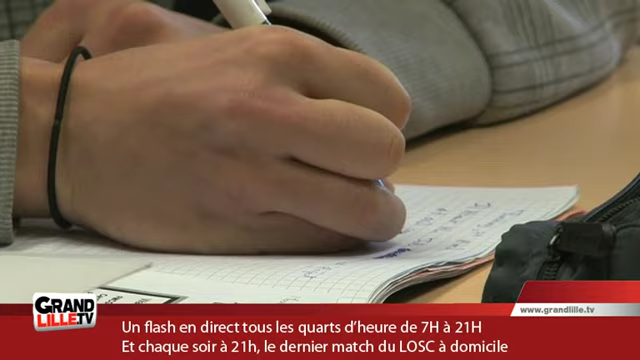 GRAND
LILLE TV
www.grandlille.tv
Un flash en direct tous les quarts d'heure de 7H à 21H
Et chaque soir à 21h, le dernier match du LOSC à domicile